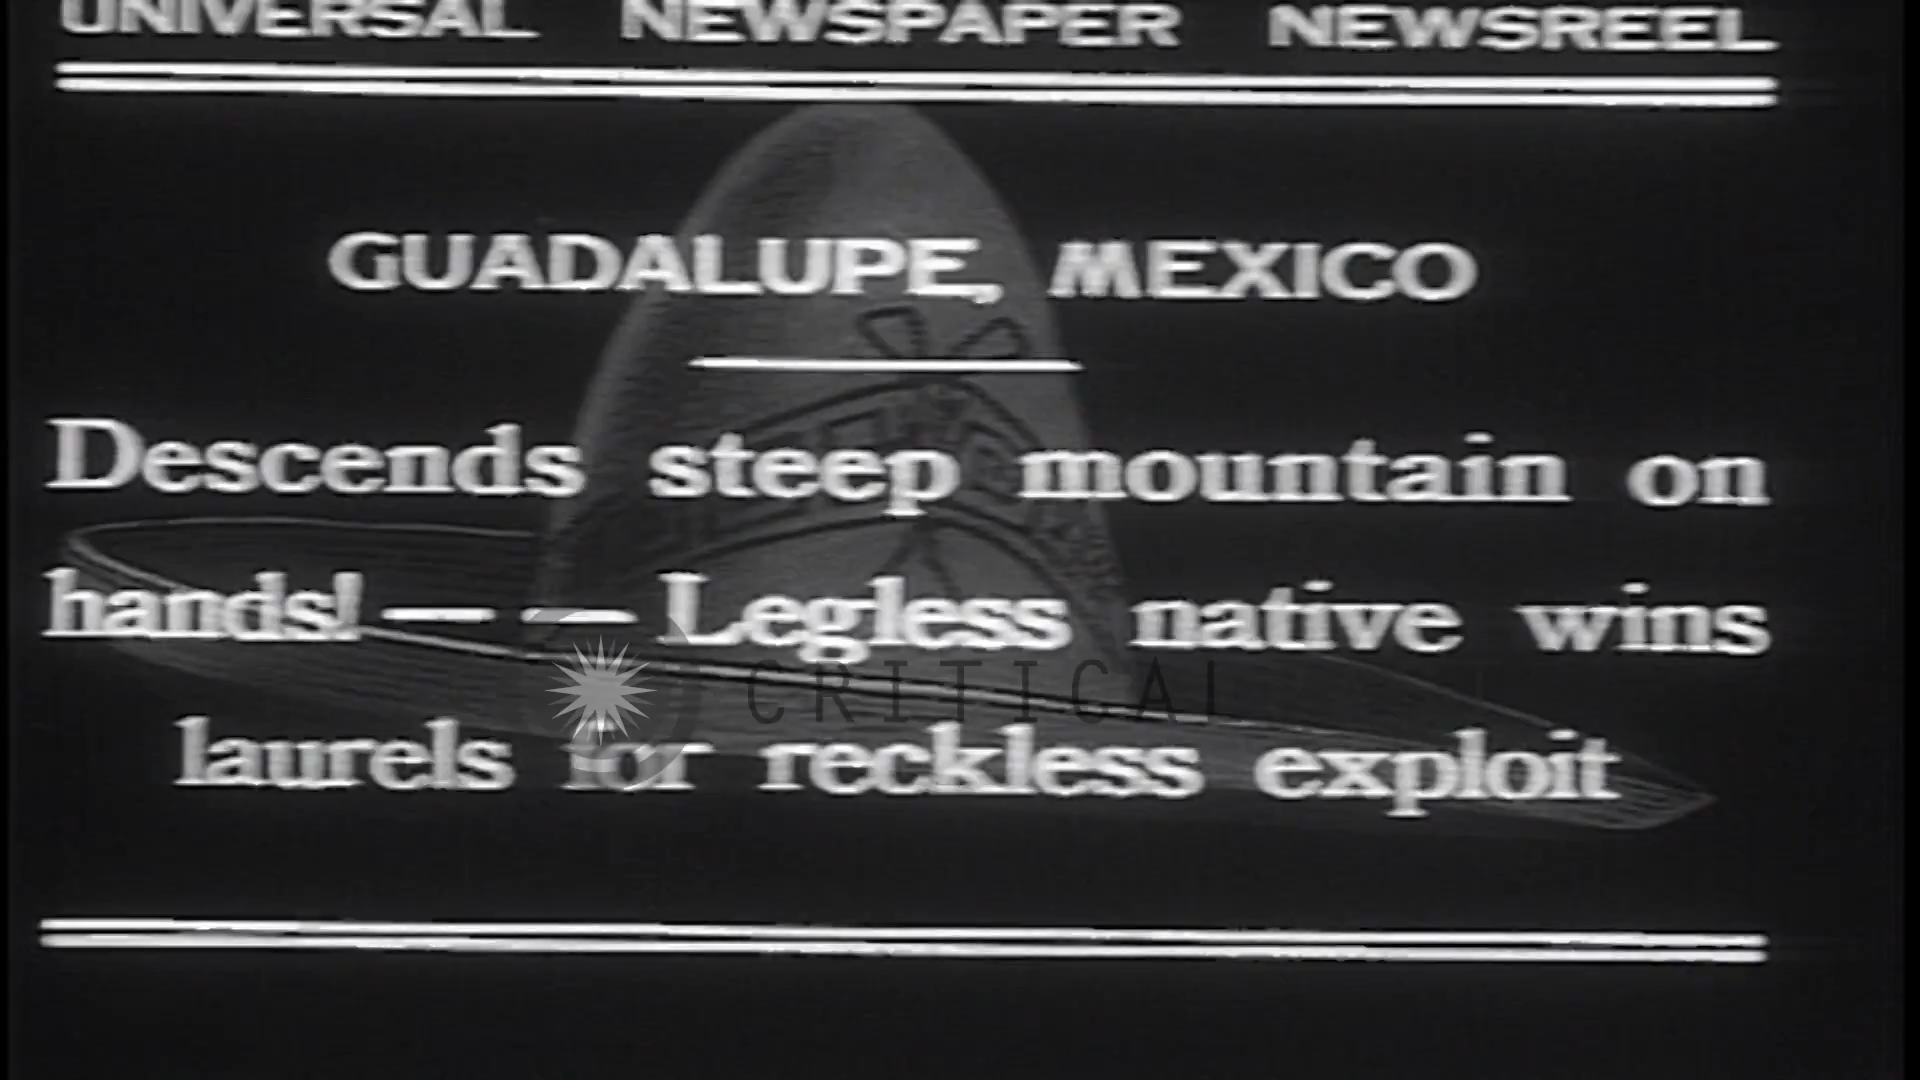 UNIVERSAL NEWSPAPER NEWSREEL
GUADALUPE, MEXICO
Descends steep mountain on
hands! — — Legless native wins
laurels for reckless exploit
CRITICAL